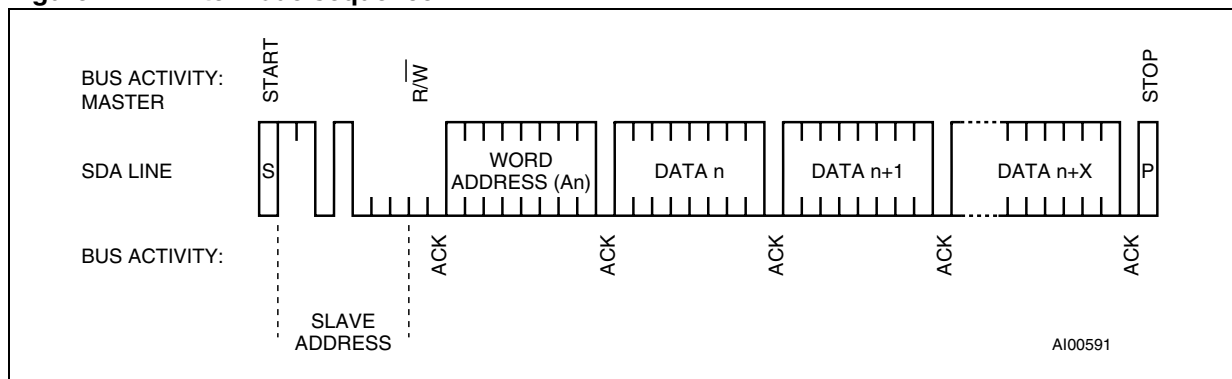 BUS ACTIVITY:
MASTER
START
R/W
STOP
SDA LINE
S
WORD
ADDRESS (An)
DATA n
DATA n+1
DATA n+X
P
BUS ACTIVITY:
ACK
ACK
ACK
ACK
ACK
SLAVE
ADDRESS
AI00591